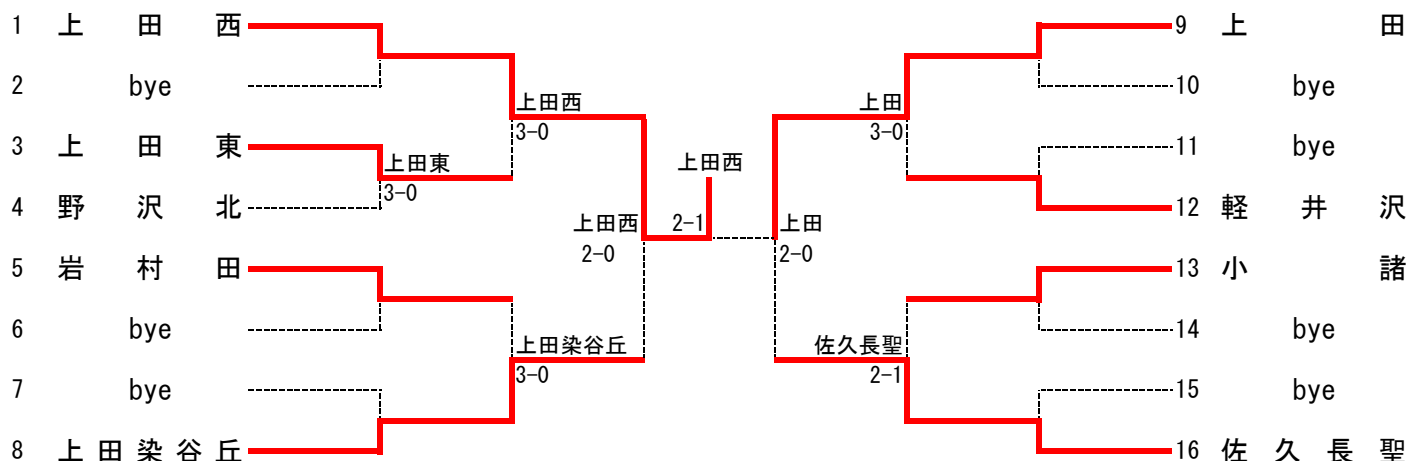 1 上田西
2 bye
3 上田東
4 野沢北
5 岩村田
6 bye
7 bye
8 上田染谷丘
上田東
3-0
上田西
3-0
上田染谷丘
3-0
上田西
2-0
上田西
2-1
上田
2-0
上田
3-0
佐久長聖
2-1
9 上田
10 bye
11 bye
12 軽井沢
13 小諸
14 bye
15 bye
16 佐久長聖